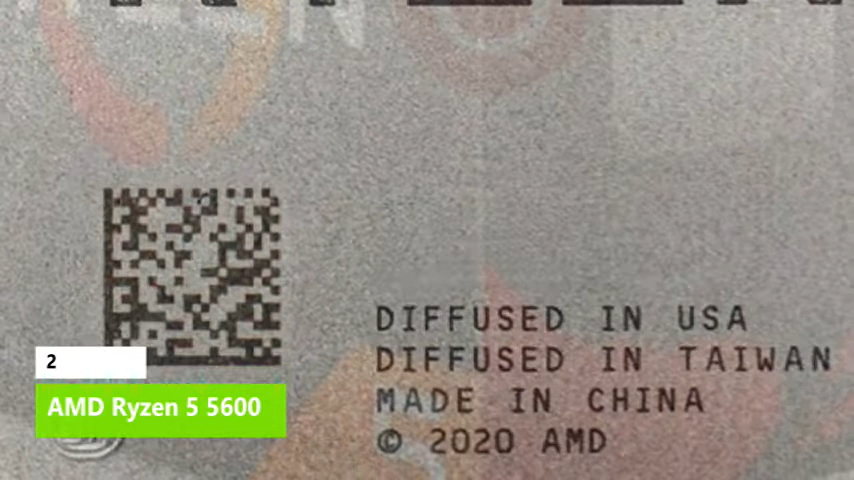 DIFFUSED IN USA
DIFFUSED IN TAIWAN
MADE IN CHINA
© 2020 AMD
2
AMD Ryzen 5 5600